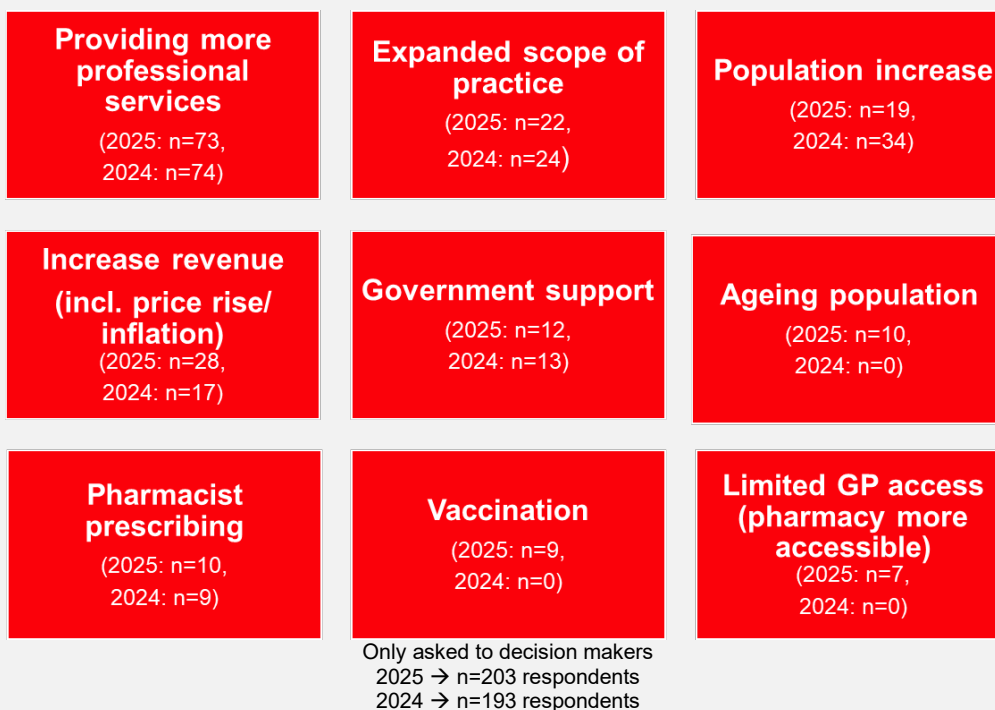 Providing more
professional
services
(2025: n=73,
2024: n=74)
Expanded scope of
practice
(2025: n=22,
2024: n=24)
Population increase
(2025: n=19,
2024: n=34)
Increase revenue
(incl. price rise/
inflation)
(2025: n=28,
2024: n=17)
Government support
(2025: n=12,
2024: n=13)
Ageing population
(2025: n=10,
2024: n=0)
Pharmacist
prescribing
(2025: n=10,
2024: n=9)
Vaccination
(2025: n=9,
2024: n=0)
Limited GP access
(pharmacy more
accessible)
(2025: n=7,
2024: n=0)
Only asked to decision makers
2025 → n=203 respondents
2024 → n=193 respondents